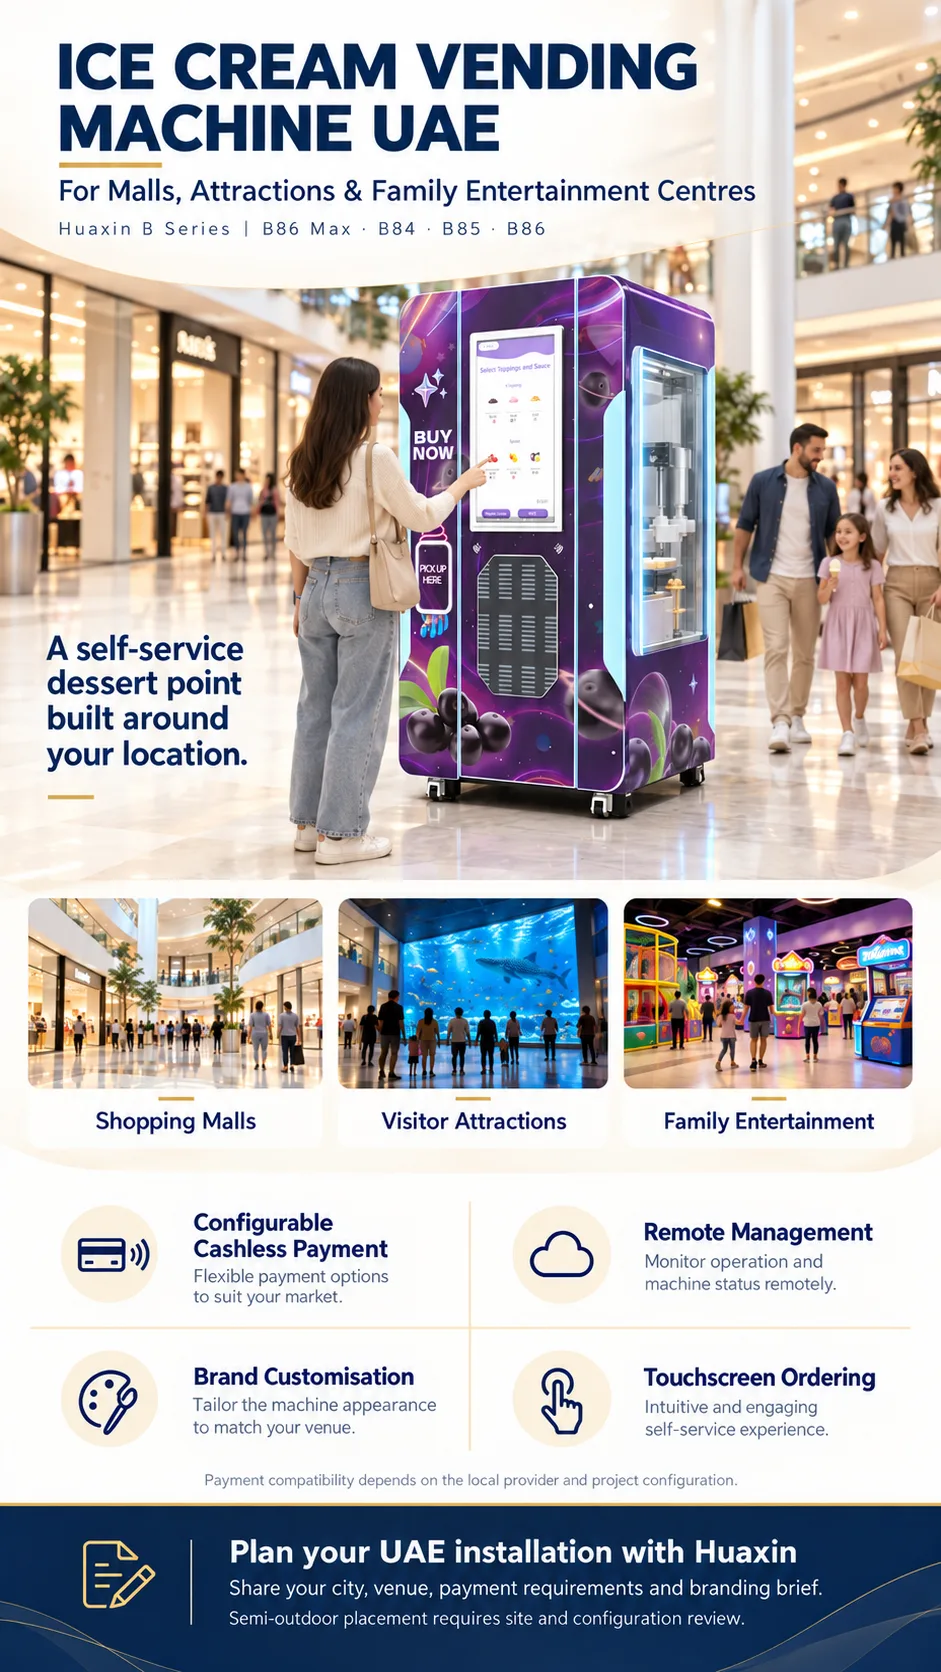 ICE CREAM VENDING
MACHINE UAE
For Malls, Attractions & Family Entertainment Centres
Huaxin B Series | B86 Max · B84 · B85 · B86
Select Toppings and Sauce
BUY
NOW
PICK UP
HERE
A self-service
dessert point
built around
your location.
Shopping Malls
Visitor Attractions
Family Entertainment
Configurable
Cashless Payment
Flexible payment options
to suit your market.
Remote Management
Monitor operation and
machine status remotely.
Brand Customisation
Tailor the machine appearance
to match your venue.
Touchscreen Ordering
Intuitive and engaging
self-service experience.
Payment compatibility depends on the local provider and project configuration.
Plan your UAE installation with Huaxin
Share your city, venue, payment requirements and branding brief.
Semi-outdoor placement requires site and configuration review.